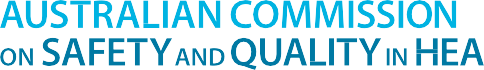 AUSTRALIAN COMMISSION
ON SAFETY AND QUALITY IN HEA